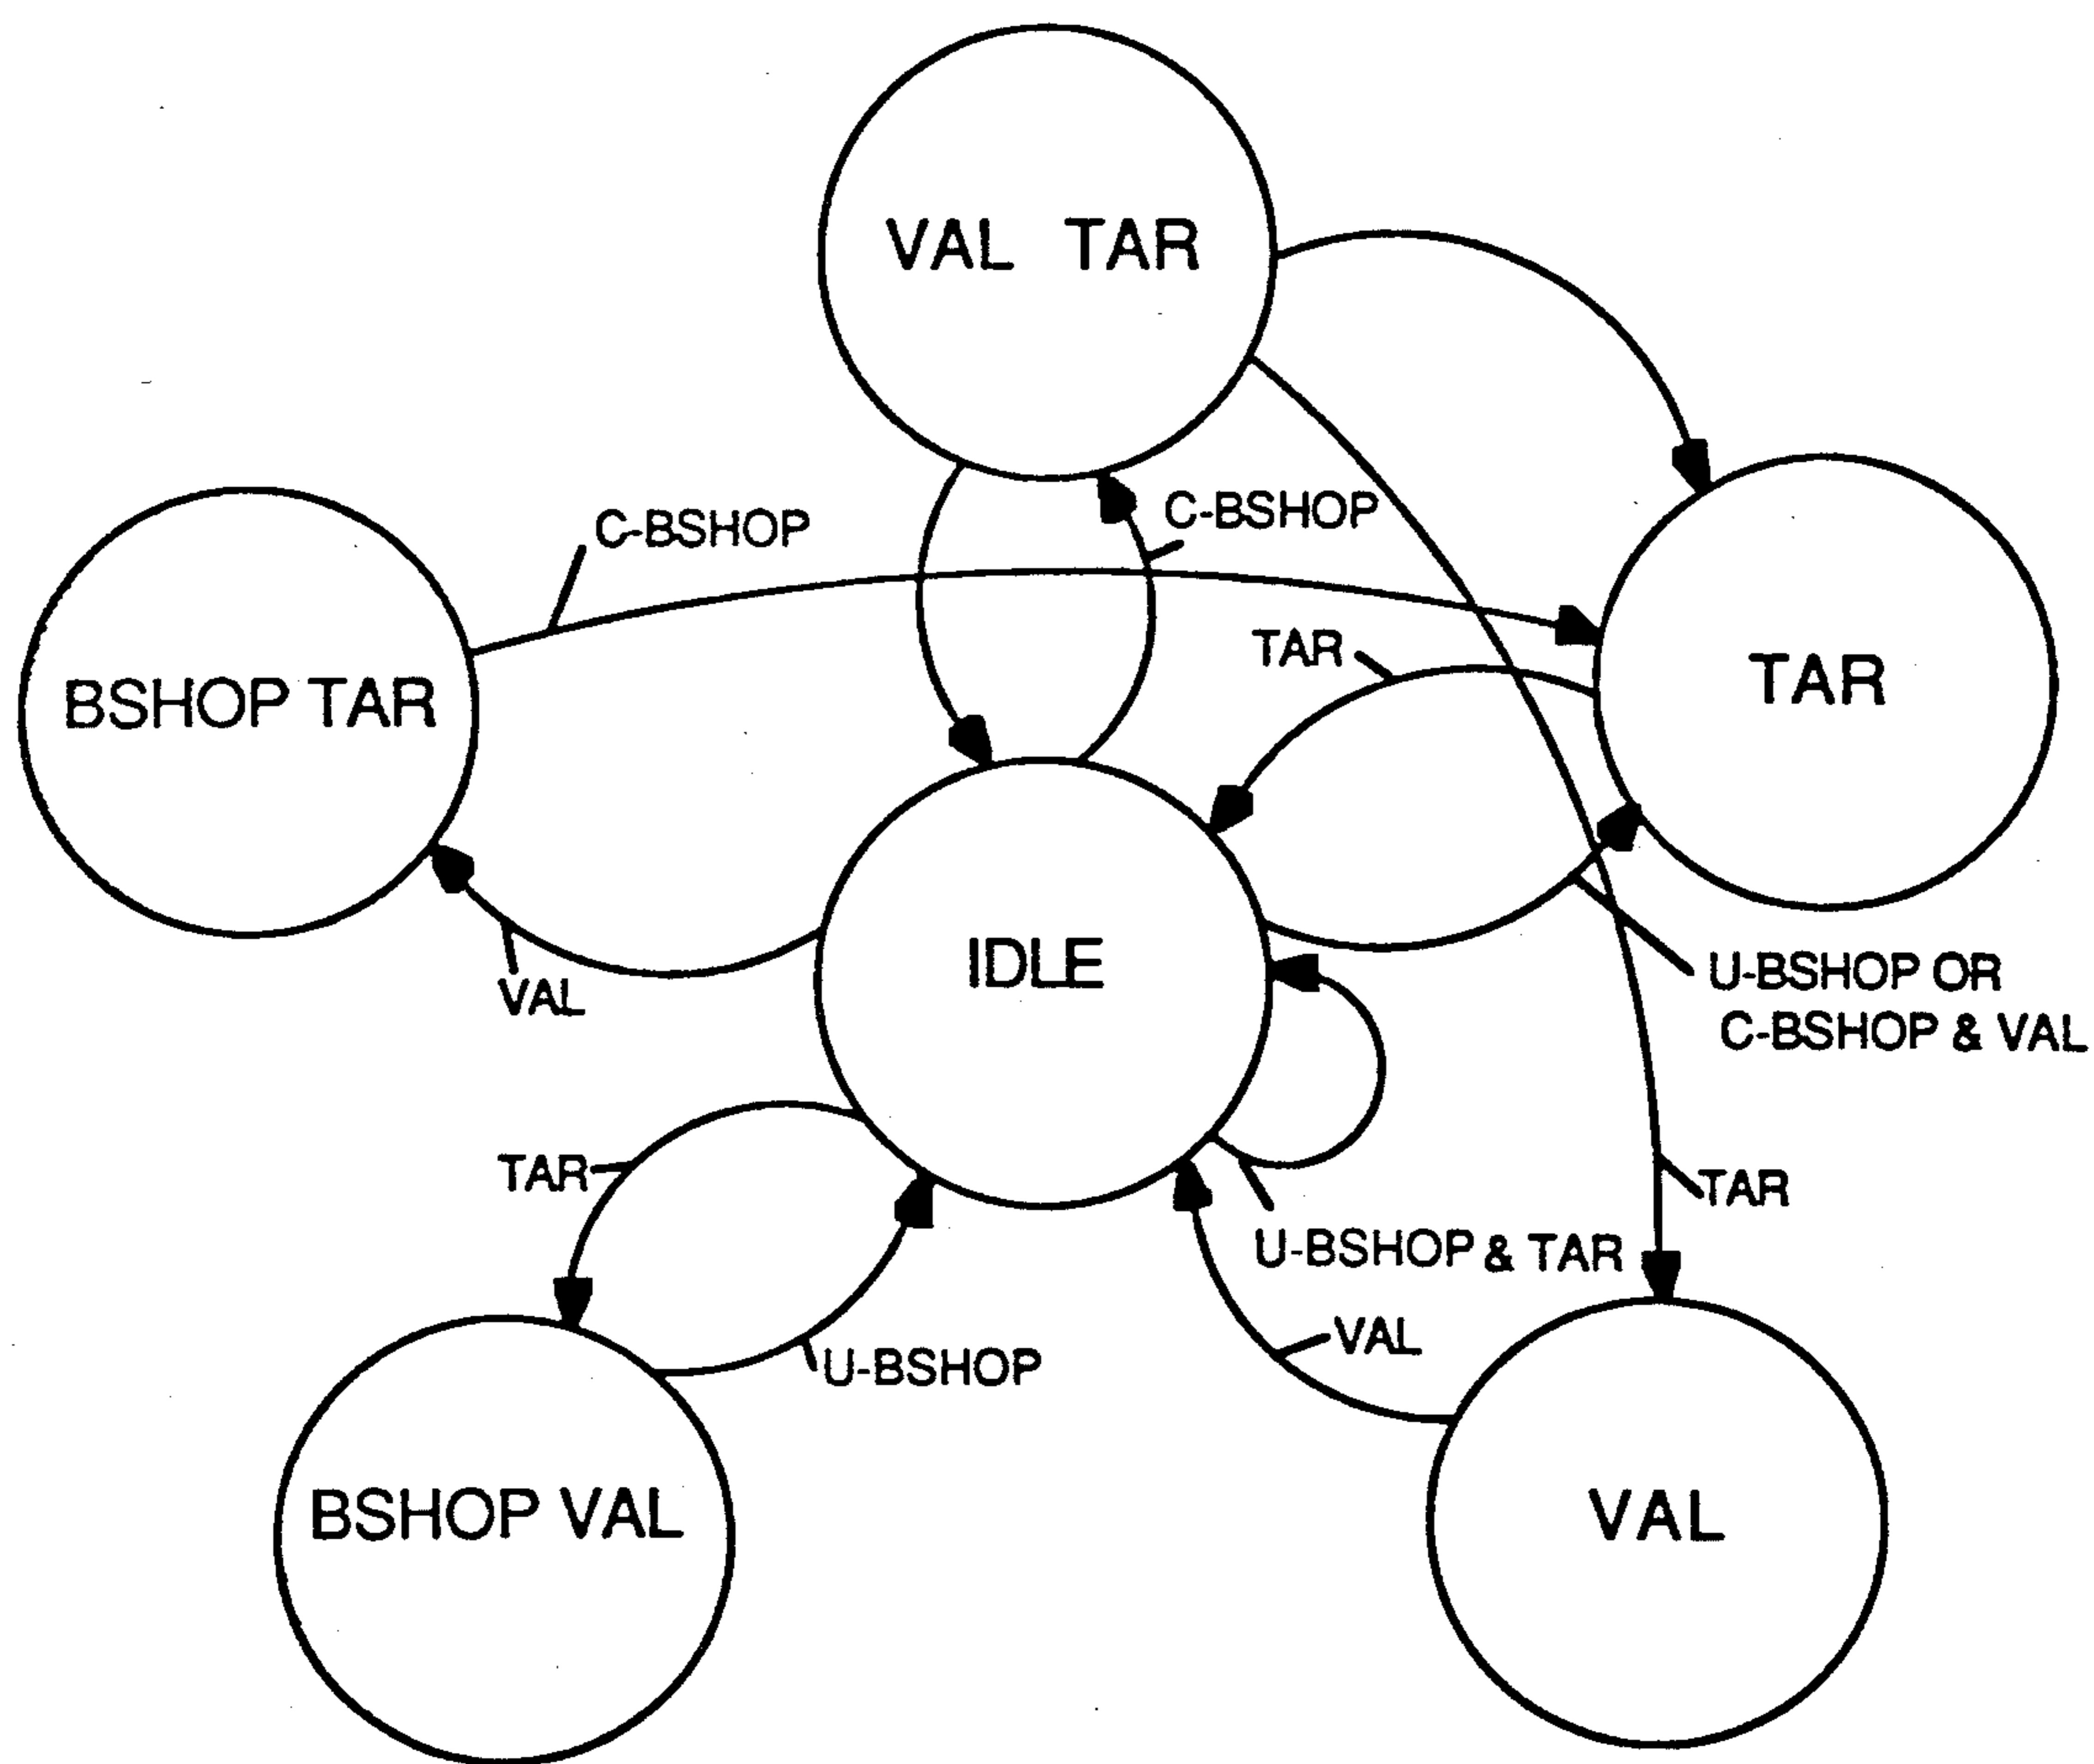 VAL TAR
C-BSHOP
C-BSHOP
TAR
BSHOP TAR
TAR
IDLE
VAL
U-BSHOP OR
C-BSHOP & VAL
TAR
TAR
U-BSHOP & TAR
VAL
U-BSHOP
BSHOP VAL
VAL